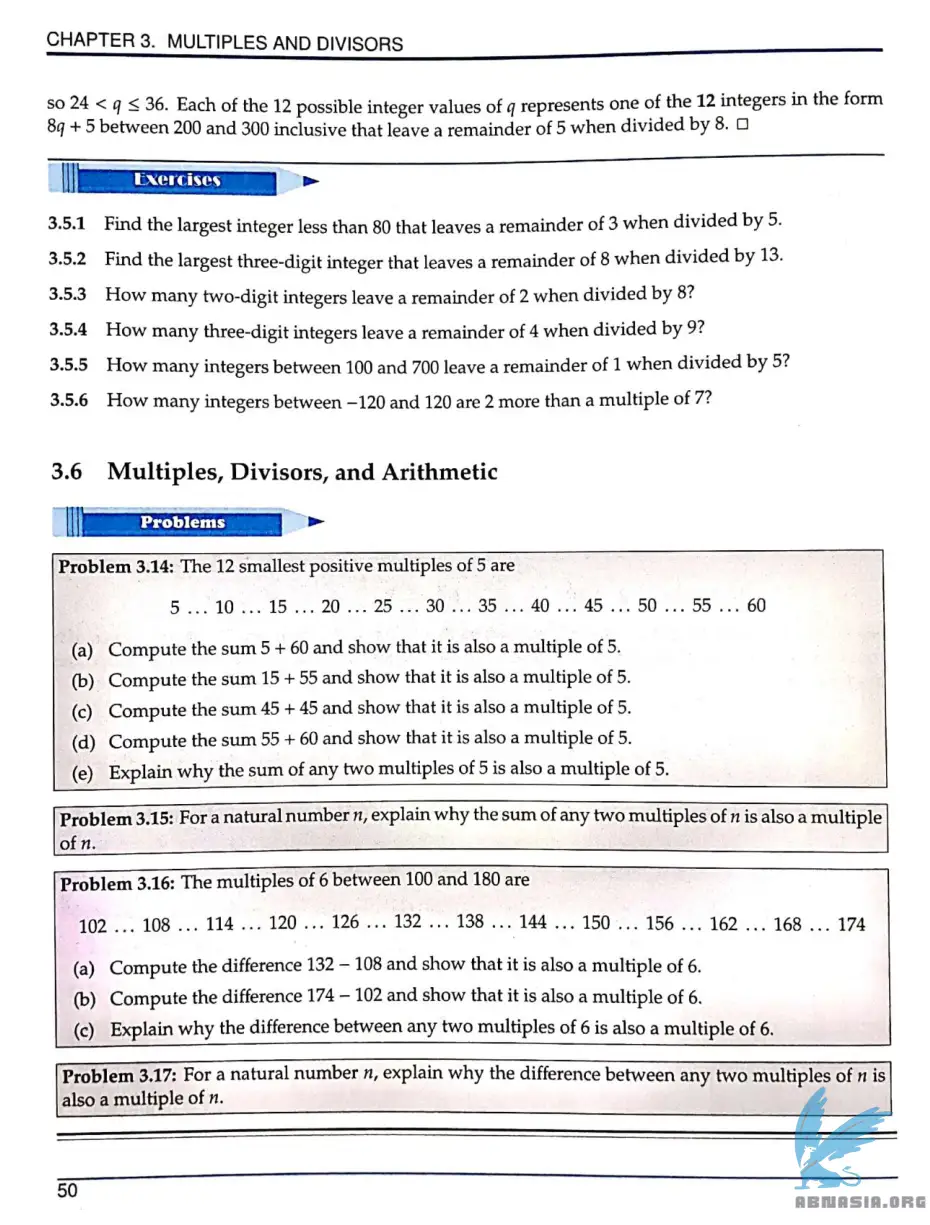 CHAPTER 3. MULTIPLES AND DIVISORS
so 24 < q ≤ 36. Each of the 12 possible integer values of q represents one of the 12 integers in the form
8q + 5 between 200 and 300 inclusive that leave a remainder of 5 when divided by 8. □
Exercises
3.5.1 Find the largest integer less than 80 that leaves a remainder of 3 when divided by 5.
3.5.2 Find the largest three-digit integer that leaves a remainder of 8 when divided by 13.
3.5.3 How many two-digit integers leave a remainder of 2 when divided by 8?
3.5.4 How many three-digit integers leave a remainder of 4 when divided by 9?
3.5.5 How many integers between 100 and 700 leave a remainder of 1 when divided by 5?
3.5.6 How many integers between −120 and 120 are 2 more than a multiple of 7?
3.6 Multiples, Divisors, and Arithmetic
Problems
Problem 3.14: The 12 smallest positive multiples of 5 are
5 ... 10 ... 15 ... 20 ... 25 ... 30 ... 35 ... 40 ... 45 ... 50 ... 55 ... 60
(a) Compute the sum 5 + 60 and show that it is also a multiple of 5.
(b) Compute the sum 15 + 55 and show that it is also a multiple of 5.
(c) Compute the sum 45 + 45 and show that it is also a multiple of 5.
(d) Compute the sum 55 + 60 and show that it is also a multiple of 5.
(e) Explain why the sum of any two multiples of 5 is also a multiple of 5.
Problem 3.15: For a natural number n, explain why the sum of any two multiples of n is also a multiple
of n.
Problem 3.16: The multiples of 6 between 100 and 180 are
102 ... 108 ... 114 ... 120 ... 126 ... 132 ... 138 ... 144 ... 150 ... 156 ... 162 ... 168 ... 174
(a) Compute the difference 132 − 108 and show that it is also a multiple of 6.
(b) Compute the difference 174 − 102 and show that it is also a multiple of 6.
(c) Explain why the difference between any two multiples of 6 is also a multiple of 6.
Problem 3.17: For a natural number n, explain why the difference between any two multiples of n is
also a multiple of n.
50
ABNASIA.ORG